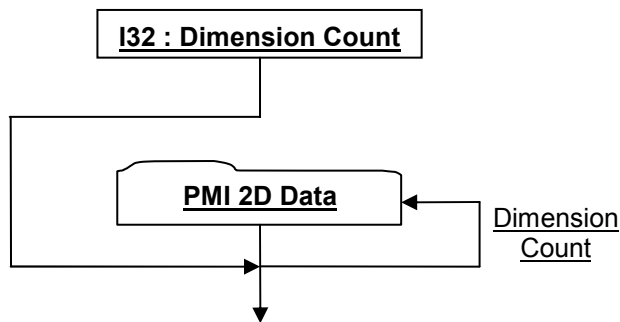 I32 : Dimension Count
PMI 2D Data
Dimension
Count